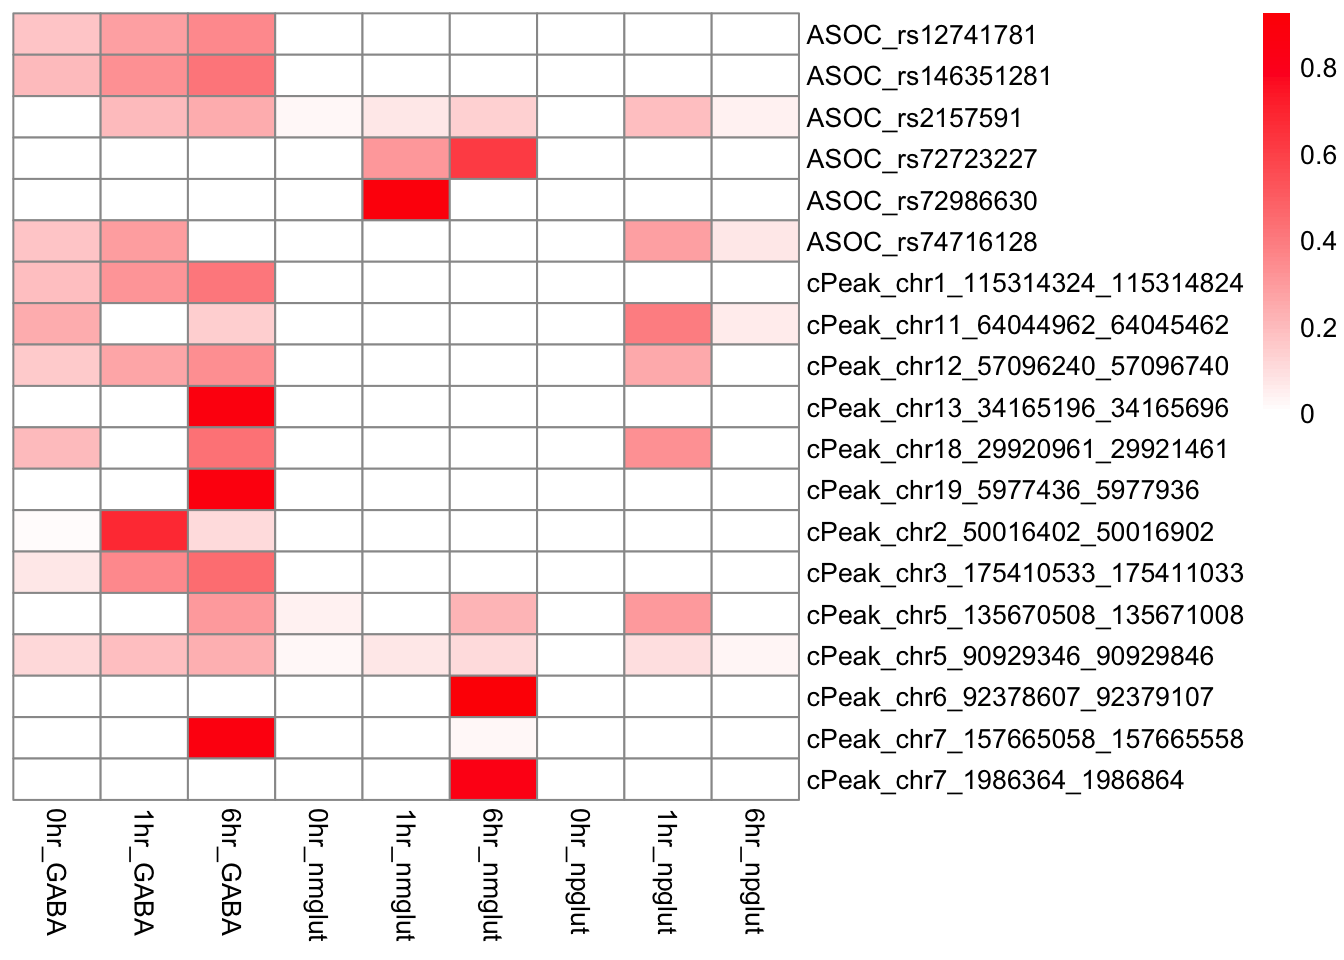 ASOC_rs12741781
ASOC_rs146351281
ASOC_rs2157591
ASOC_rs72723227
ASOC_rs72986630
ASOC_rs74716128
cPeak_chr1_115314324_115314824
cPeak_chr11_64044962_64045462
cPeak_chr12_57096240_57096740
cPeak_chr13_34165196_34165696
cPeak_chr18_29920961_29921461
cPeak_chr19_5977436_5977936
cPeak_chr2_50016402_50016902
cPeak_chr3_175410533_175411033
cPeak_chr5_135670508_135671008
cPeak_chr5_90929346_90929846
cPeak_chr6_92378607_92379107
cPeak_chr7_157665058_157665558
cPeak_chr7_1986364_1986864
0.8
0.6
0.4
0.2
0
0hr_GABA
1hr_GABA
6hr_GABA
0hr_nmglut
1hr_nmglut
6hr_nmglut
0hr_npglut
1hr_npglut
6hr_npglut